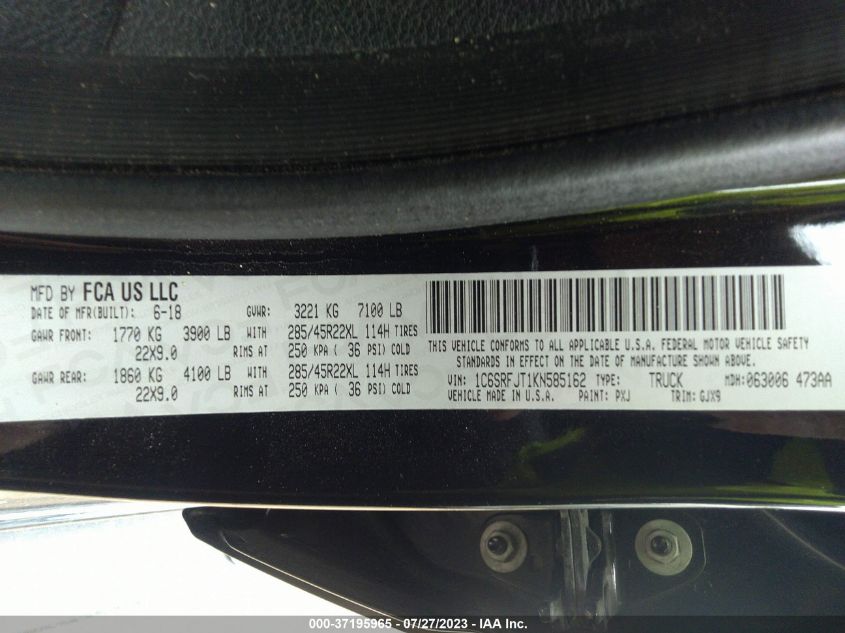 MFD BY FCA US LLC
DATE OF MFR(BUILT): 6-18 GVWR: 3221 KG 7100 LB
GAWR FRONT: 1770 KG 3900 LB WITH 285/45R22XL 114H TIRES
22X9.0 RIMS AT 250 KPA ( 36 PSI) COLD
GAWR REAR: 1860 KG 4100 LB WITH 285/45R22XL 114H TIRES
22X9.0 RIMS AT 250 KPA ( 36 PSI) COLD
THIS VEHICLE CONFORMS TO ALL APPLICABLE U.S.A. FEDERAL MOTOR VEHICLE SAFETY
STANDARDS IN EFFECT ON THE DATE OF MANUFACTURE SHOWN ABOVE.
VIN: 1C6SRFJT1KN585162 TYPE: TRUCK MDH:063006 473AA
VEHICLE MADE IN U.S.A. PAINT: PXJ TRIM: GJX9
000-37195965 - 07/27/2023 - IAA Inc.